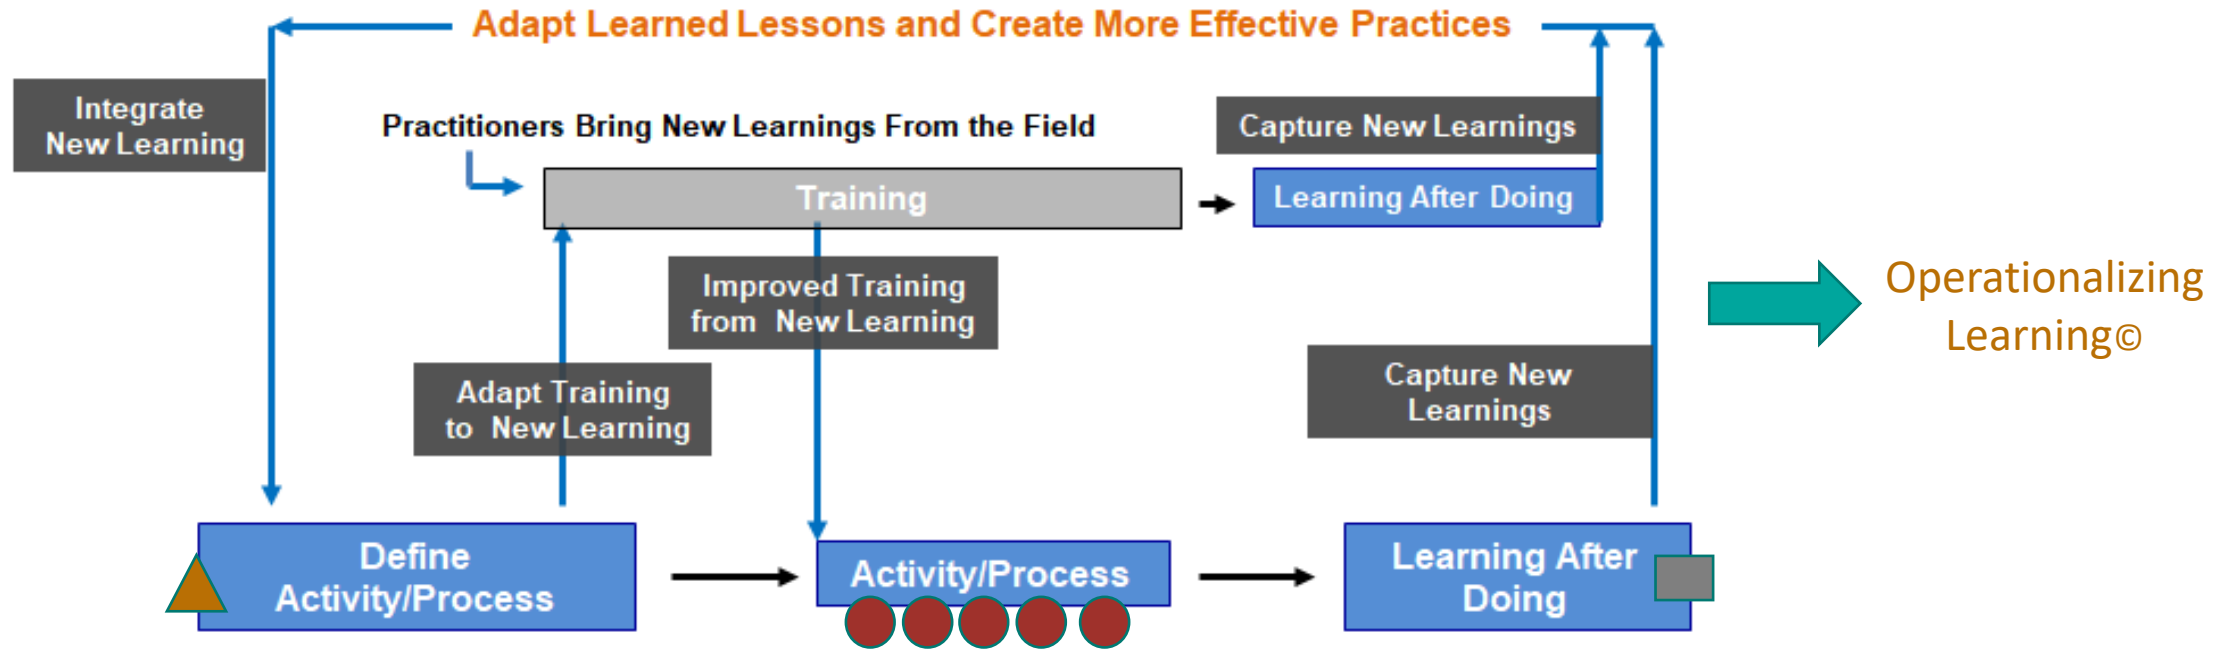 Adapt Learned Lessons and Create More Effective Practices
Integrate
New Learning
Practitioners Bring New Learnings From the Field
Capture New Learnings
Training
Learning After Doing
Improved Training
from New Learning
Operationalizing
Learning©
Adapt Training
to New Learning
Capture New
Learnings
Define
Activity/Process
Activity/Process
Learning After
Doing